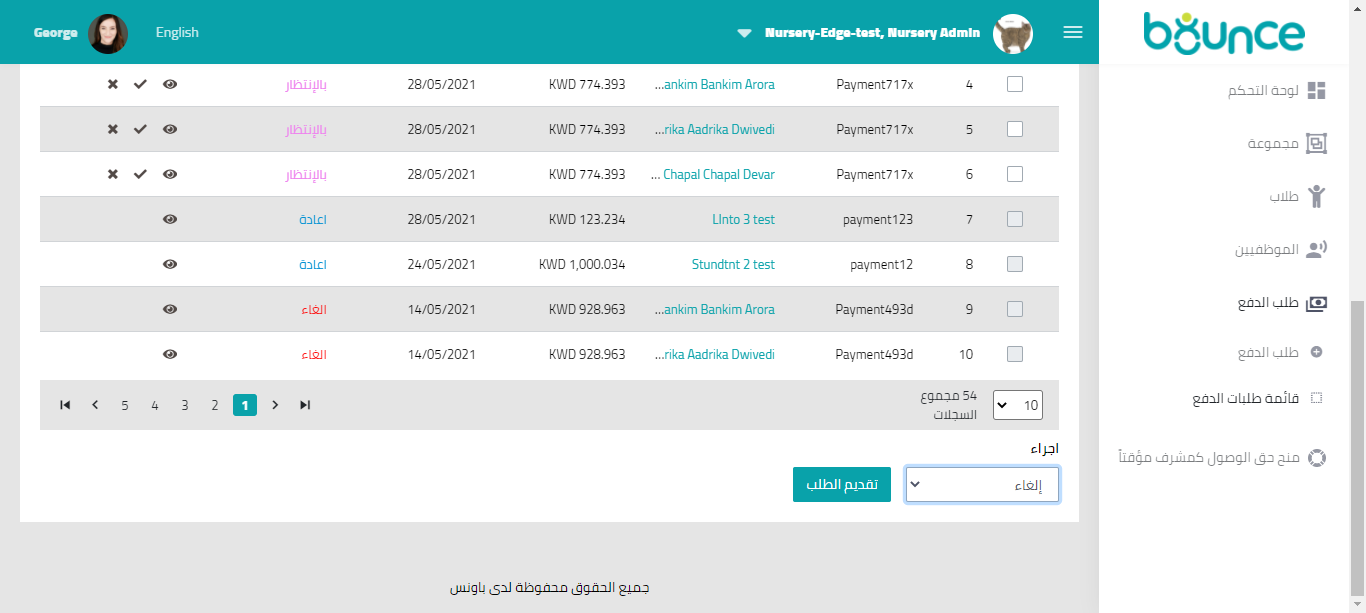 bounce
Nursery-Edge-test, Nursery Admin
English
George
لوحة التحكم
مجموعة
طلاب
الموظفيين
طلب الدفع
طلب الدفع
قائمة طلبات الدفع
منح حق الوصول كمشرف مؤقتاً
4 Payment717x ankim Bankim Arora... KWD 774.393 28/05/2021 بالإنتظار
5 Payment717x rika Aadrika Dwivedi... KWD 774.393 28/05/2021 بالإنتظار
6 Payment717x Chapal Chapal Devar ... KWD 774.393 28/05/2021 بالإنتظار
7 payment123 LInto 3 test KWD 123.234 28/05/2021 اعادة
8 payment12 Stundtnt 2 test KWD 1,000.034 24/05/2021 اعادة
9 Payment493d ankim Bankim Arora... KWD 928.963 14/05/2021 الغاء
10 Payment493d rika Aadrika Dwivedi... KWD 928.963 14/05/2021 الغاء
10
54 مجموع
السجلات
1 2 3 4 5
اجراء
إلغاء
تقديم الطلب
جميع الحقوق محفوظة لدى باونس